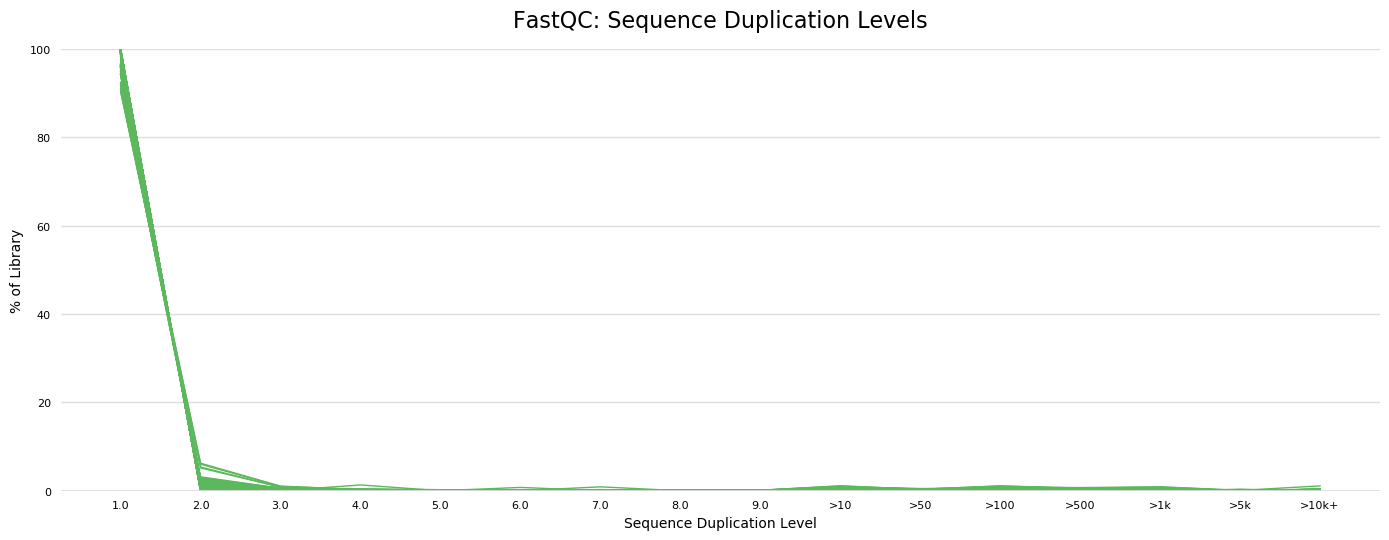 FastQC: Sequence Duplication Levels
% of Library
100
80
60
40
20
0
1.0 2.0 3.0 4.0 5.0 6.0 7.0 8.0 9.0 >10 >50 >100 >500 >1k >5k >10k+
Sequence Duplication Level